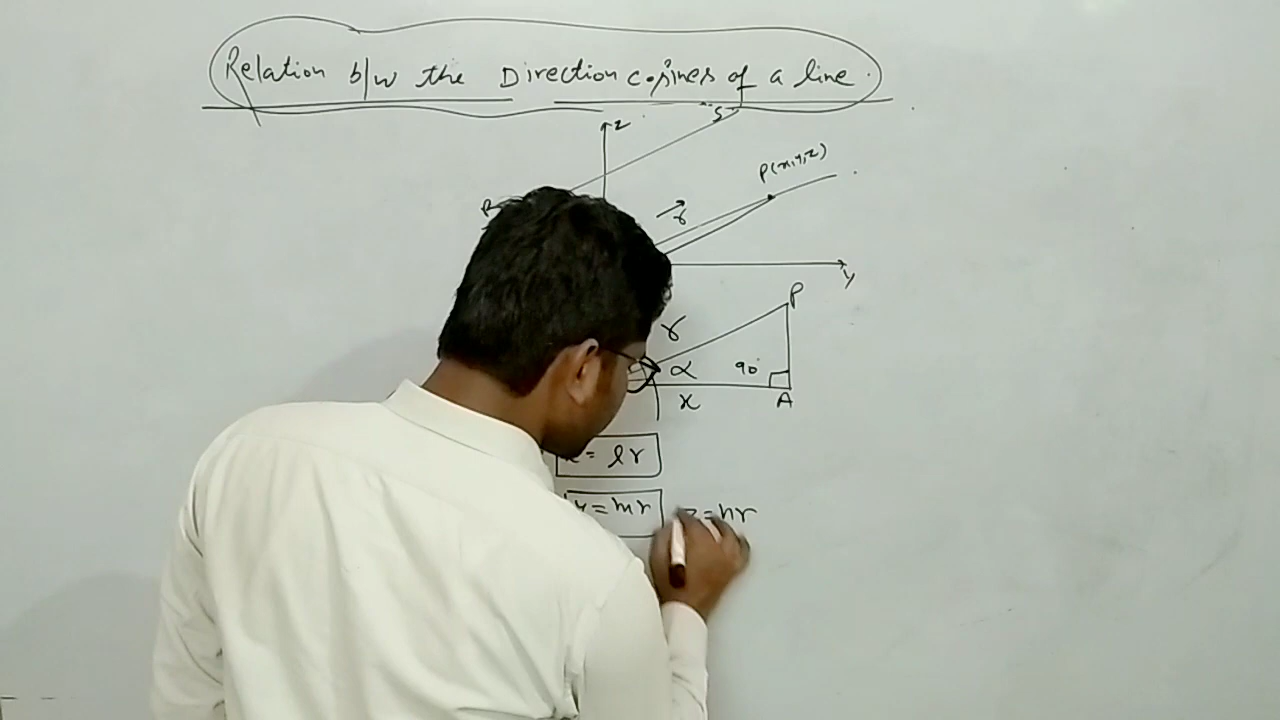 Relation b/w the Direction cosines of a line.
S
z
P(x,y,z)
R
r
y
P
r
α
90°
x
A
x = lr
y = mr
z = nr